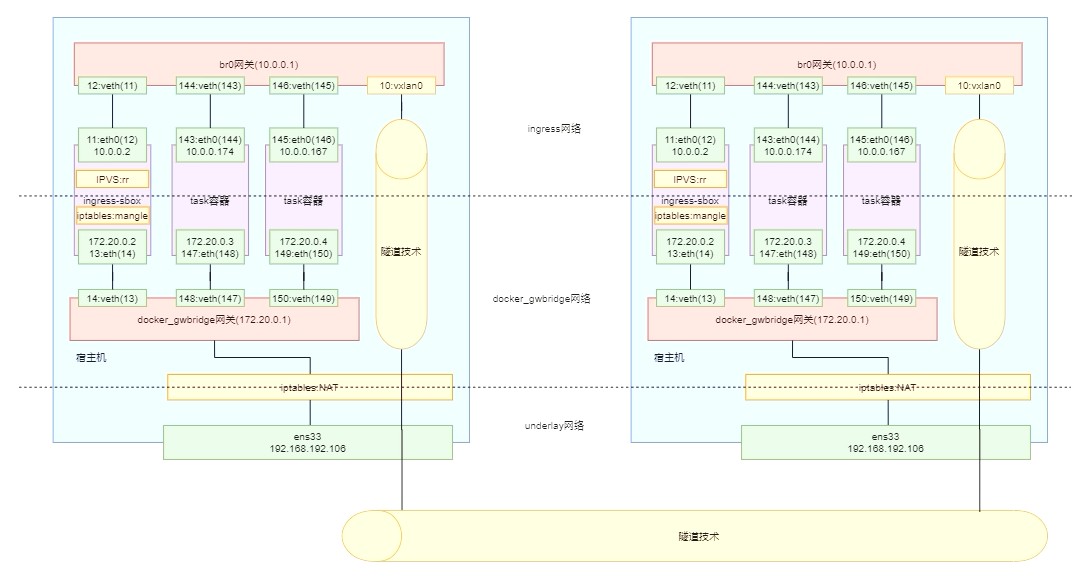 br0网关(10.0.0.1)
12:veth(11)
144:veth(143)
146:veth(145)
10:vxlan0
11:eth0(12)
10.0.0.2
143:eth0(144)
10.0.0.174
145:eth0(146)
10.0.0.167
IPVS:rr
ingress-sbox
iptables:mangle
task容器
task容器
隧道技术
172.20.0.2
13:eth(14)
172.20.0.3
147:eth(148)
172.20.0.4
149:eth(150)
14:veth(13)
148:veth(147)
150:veth(149)
docker_gwbridge网关(172.20.0.1)
宿主机
iptables:NAT
ens33
192.168.192.106
ingress网络
docker_gwbridge网络
underlay网络
br0网关(10.0.0.1)
12:veth(11)
144:veth(143)
146:veth(145)
10:vxlan0
11:eth0(12)
10.0.0.2
143:eth0(144)
10.0.0.174
145:eth0(146)
10.0.0.167
IPVS:rr
ingress-sbox
iptables:mangle
task容器
task容器
隧道技术
172.20.0.2
13:eth(14)
172.20.0.3
147:eth(148)
172.20.0.4
149:eth(150)
14:veth(13)
148:veth(147)
150:veth(149)
docker_gwbridge网关(172.20.0.1)
宿主机
iptables:NAT
ens33
192.168.192.106
隧道技术